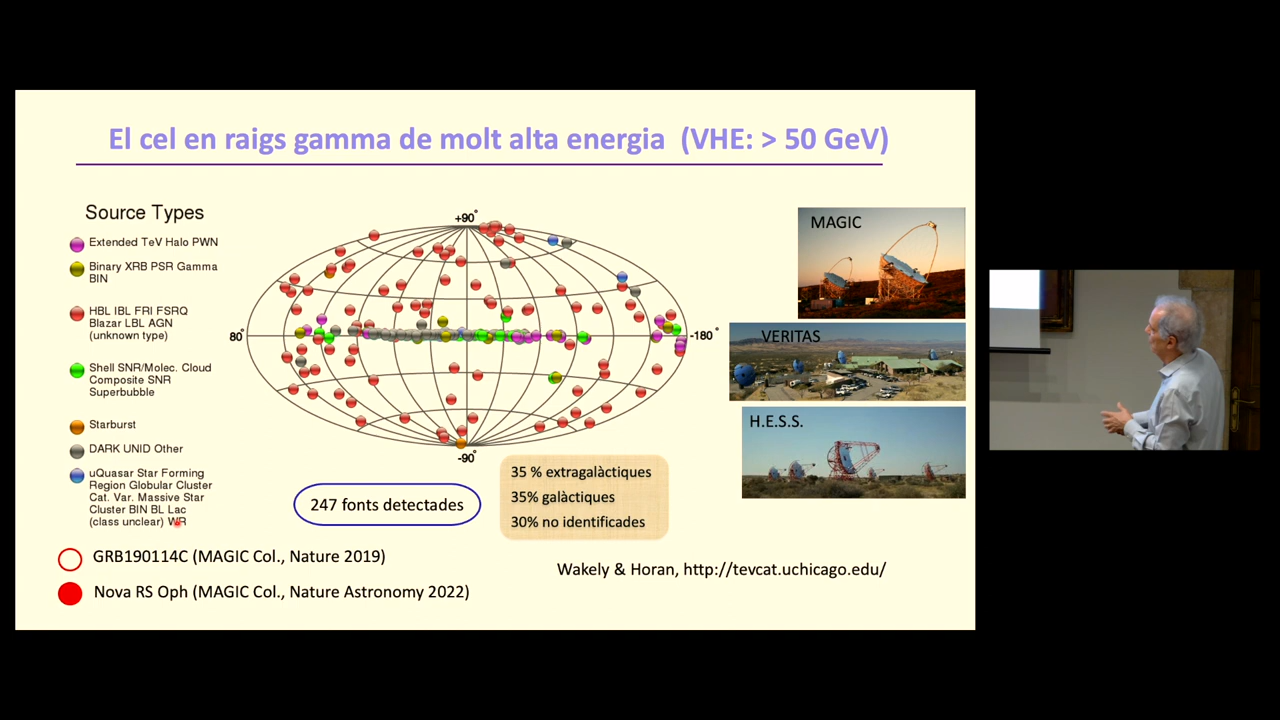 El cel en raigs gamma de molt alta energia (VHE: > 50 GeV)
Source Types
Extended TeV Halo PWN
Binary XRB PSR Gamma
BIN
HBL IBL FRI FSRQ
Blazar LBL AGN
(unknown type)
Shell SNR/Molec. Cloud
Composite SNR
Superbubble
Starburst
DARK UNID Other
uQuasar Star Forming
Region Globular Cluster
Cat. Var. Massive Star
Cluster BIN BL Lac
(class unclear) WR
+90°
80°
-180°
-90°
MAGIC
VERITAS
H.E.S.S.
247 fonts detectades
35 % extragalàctiques
35% galàctiques
30% no identificades
GRB190114C (MAGIC Col., Nature 2019)
Nova RS Oph (MAGIC Col., Nature Astronomy 2022)
Wakely & Horan, http://tevcat.uchicago.edu/